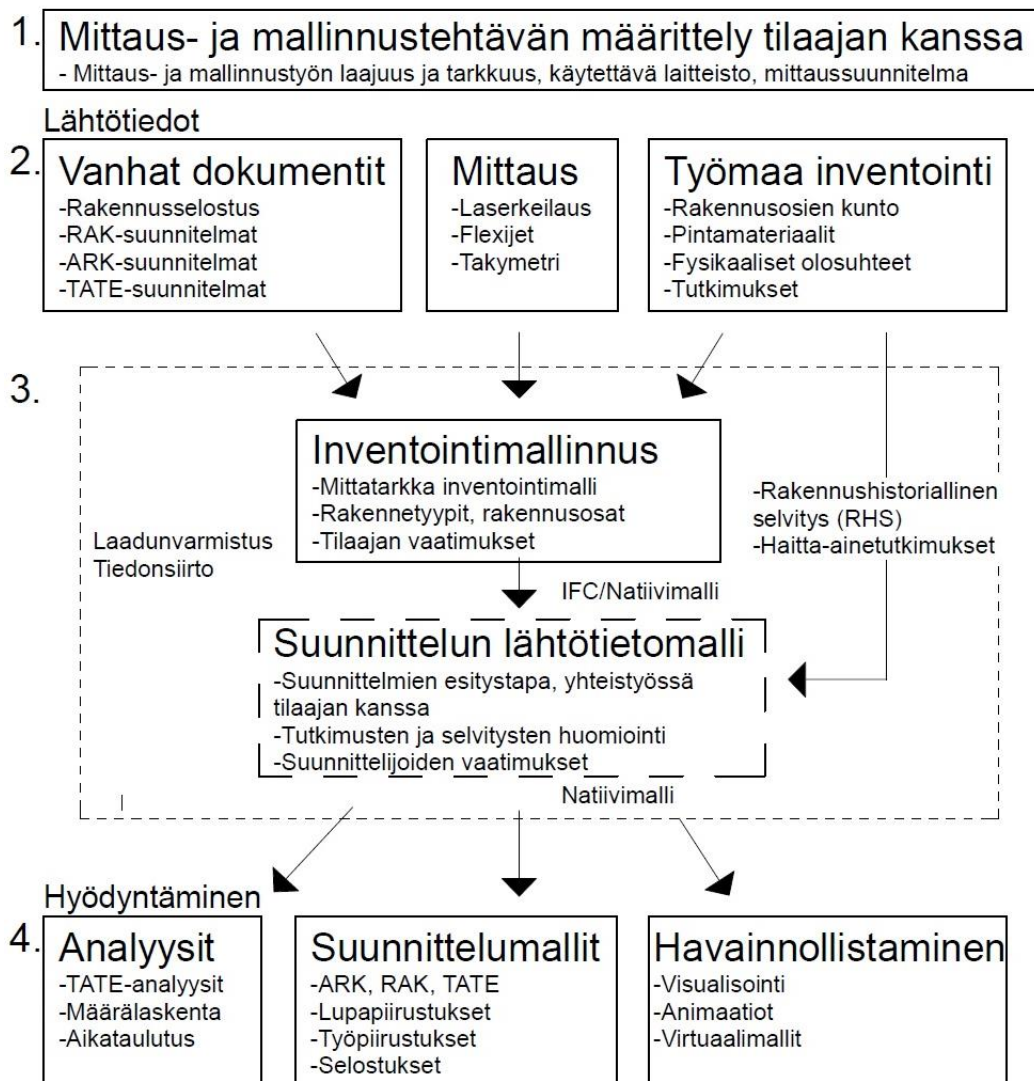 1. Mittaus- ja mallinnustehtävän määrittely tilaajan kanssa
- Mittaus- ja mallinnustyön laajuus ja tarkkuus, käytettävä laitteisto, mittaussuunnitelma
Lähtötiedot
2.
Vanhat dokumentit
-Rakennusselostus
-RAK-suunnitelmat
-ARK-suunnitelmat
-TATE-suunnitelmat
Mittaus
-Laserkeilaus
-Flexijet
-Takymetri
Työmaa inventointi
-Rakennusosien kunto
-Pintamateriaalit
-Fysikaaliset olosuhteet
-Tutkimukset
3.
Inventointimallinnus
-Mittatarkka inventointimalli
-Rakennetyypit, rakennusosat
-Tilaajan vaatimukset
-Rakennushistoriallinen
selvitys (RHS)
-Haitta-ainetutkimukset
Laadunvarmistus
Tiedonsiirto
IFC/Natiivimalli
Suunnittelun lähtötietomalli
-Suunnittelmien esitystapa, yhteistyössä
tilaajan kanssa
-Tutkimusten ja selvitysten huomiointi
-Suunnittelijoiden vaatimukset
Natiivimalli
Hyödyntäminen
4.
Analyysit
-TATE-analyysit
-Määrälaskenta
-Aikataulutus
Suunnittelumallit
-ARK, RAK, TATE
-Lupapiirustukset
-Työpiirustukset
-Selostukset
Havainnollistaminen
-Visualisointi
-Animaatiot
-Virtuaalimallit